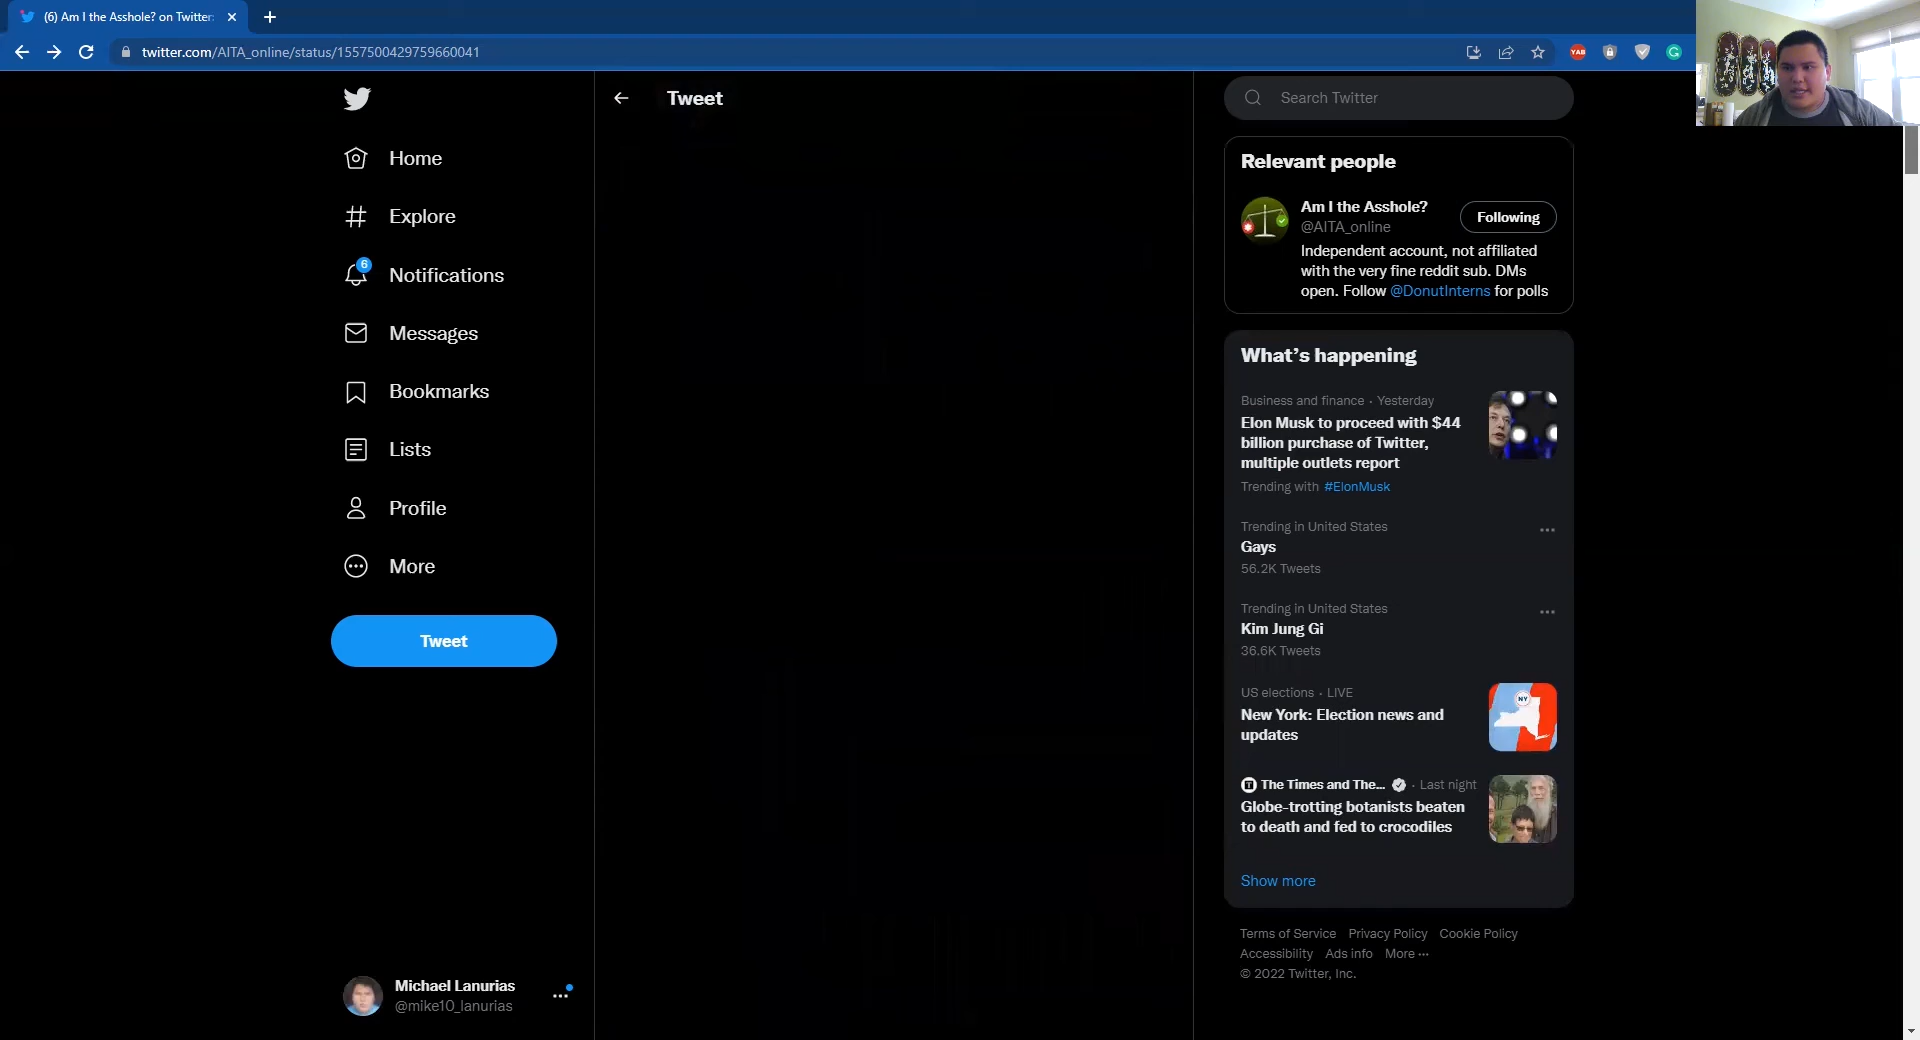 (6) Am I the Asshole? on Twitter:
twitter.com/AITA_online/status/1557500429759660041
YAB
Tweet
Search Twitter
Home
Explore
6
Notifications
Messages
Bookmarks
Lists
Profile
More
Tweet
Michael Lanurias
@mike10_lanurias
Relevant people
Am I the Asshole?
@AITA_online
Following
Independent account, not affiliated
with the very fine reddit sub. DMs
open. Follow @DonutInterns for polls
What's happening
Business and finance · Yesterday
Elon Musk to proceed with $44
billion purchase of Twitter,
multiple outlets report
Trending with #ElonMusk
Trending in United States
Gays
56.2K Tweets
Trending in United States
Kim Jung Gi
36.6K Tweets
US elections · LIVE
New York: Election news and
updates
NY
The Times and The... · Last night
Globe-trotting botanists beaten
to death and fed to crocodiles
Show more
Terms of Service Privacy Policy Cookie Policy
Accessibility Ads info More ···
© 2022 Twitter, Inc.